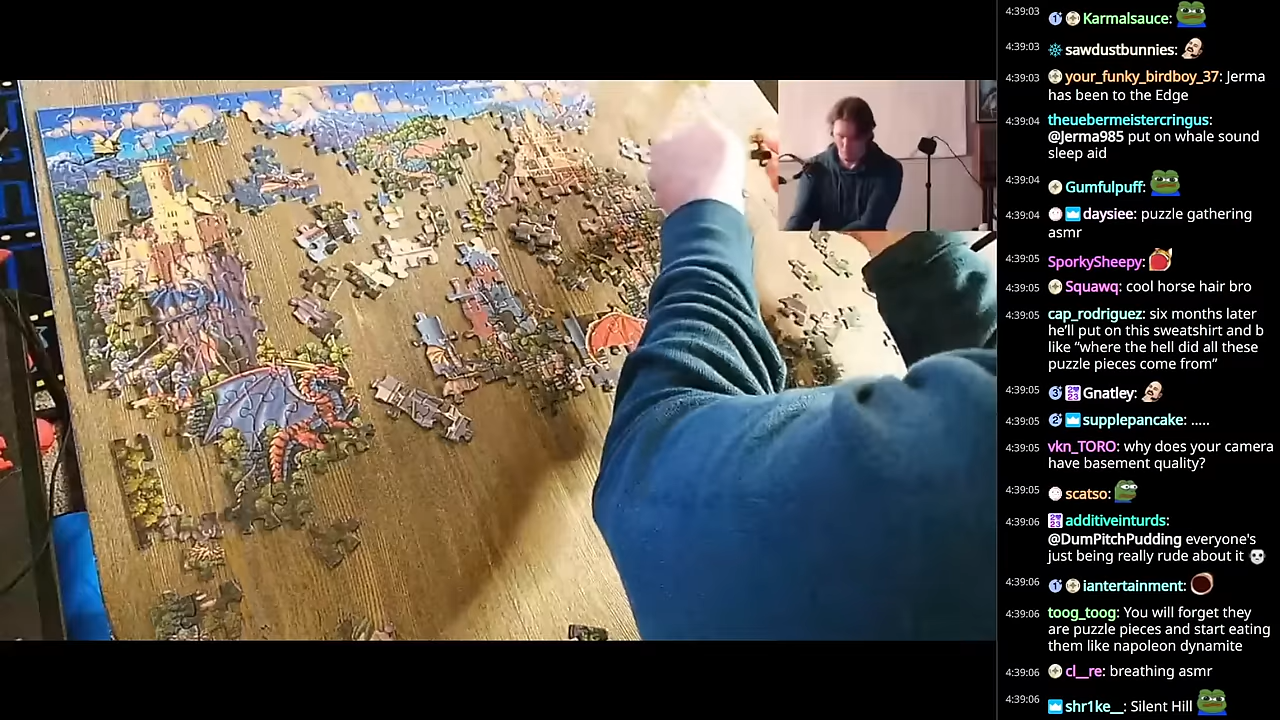 4:39:03 Karmalsauce:
4:39:03 sawdustbunnies:
4:39:03 your_funky_birdboy_37: Jerma
has been to the Edge
4:39:04 theuebermeistercringus:
@Jerma985 put on whale sound
sleep aid
4:39:04 Gumfulpuff:
4:39:04 daysiee: puzzle gathering
asmr
4:39:05 SporkySheepy:
4:39:05 Squawq: cool horse hair bro
4:39:05 cap_rodriguez: six months later
he'll put on this sweatshirt and b
like “where the hell did all these
puzzle pieces come from”
4:39:05 Gnatley:
4:39:05 supplepancake: .....
4:39:05 vkn_TORO: why does your camera
have basement quality?
4:39:05 scatso:
4:39:06 additiveinturds:
@DumPitchPudding everyone's
just being really rude about it
4:39:06 iantertainment:
4:39:06 toog_toog: You will forget they
are puzzle pieces and start eating
them like napoleon dynamite
4:39:06 cl__re: breathing asmr
4:39:06 shr1ke__: Silent Hill